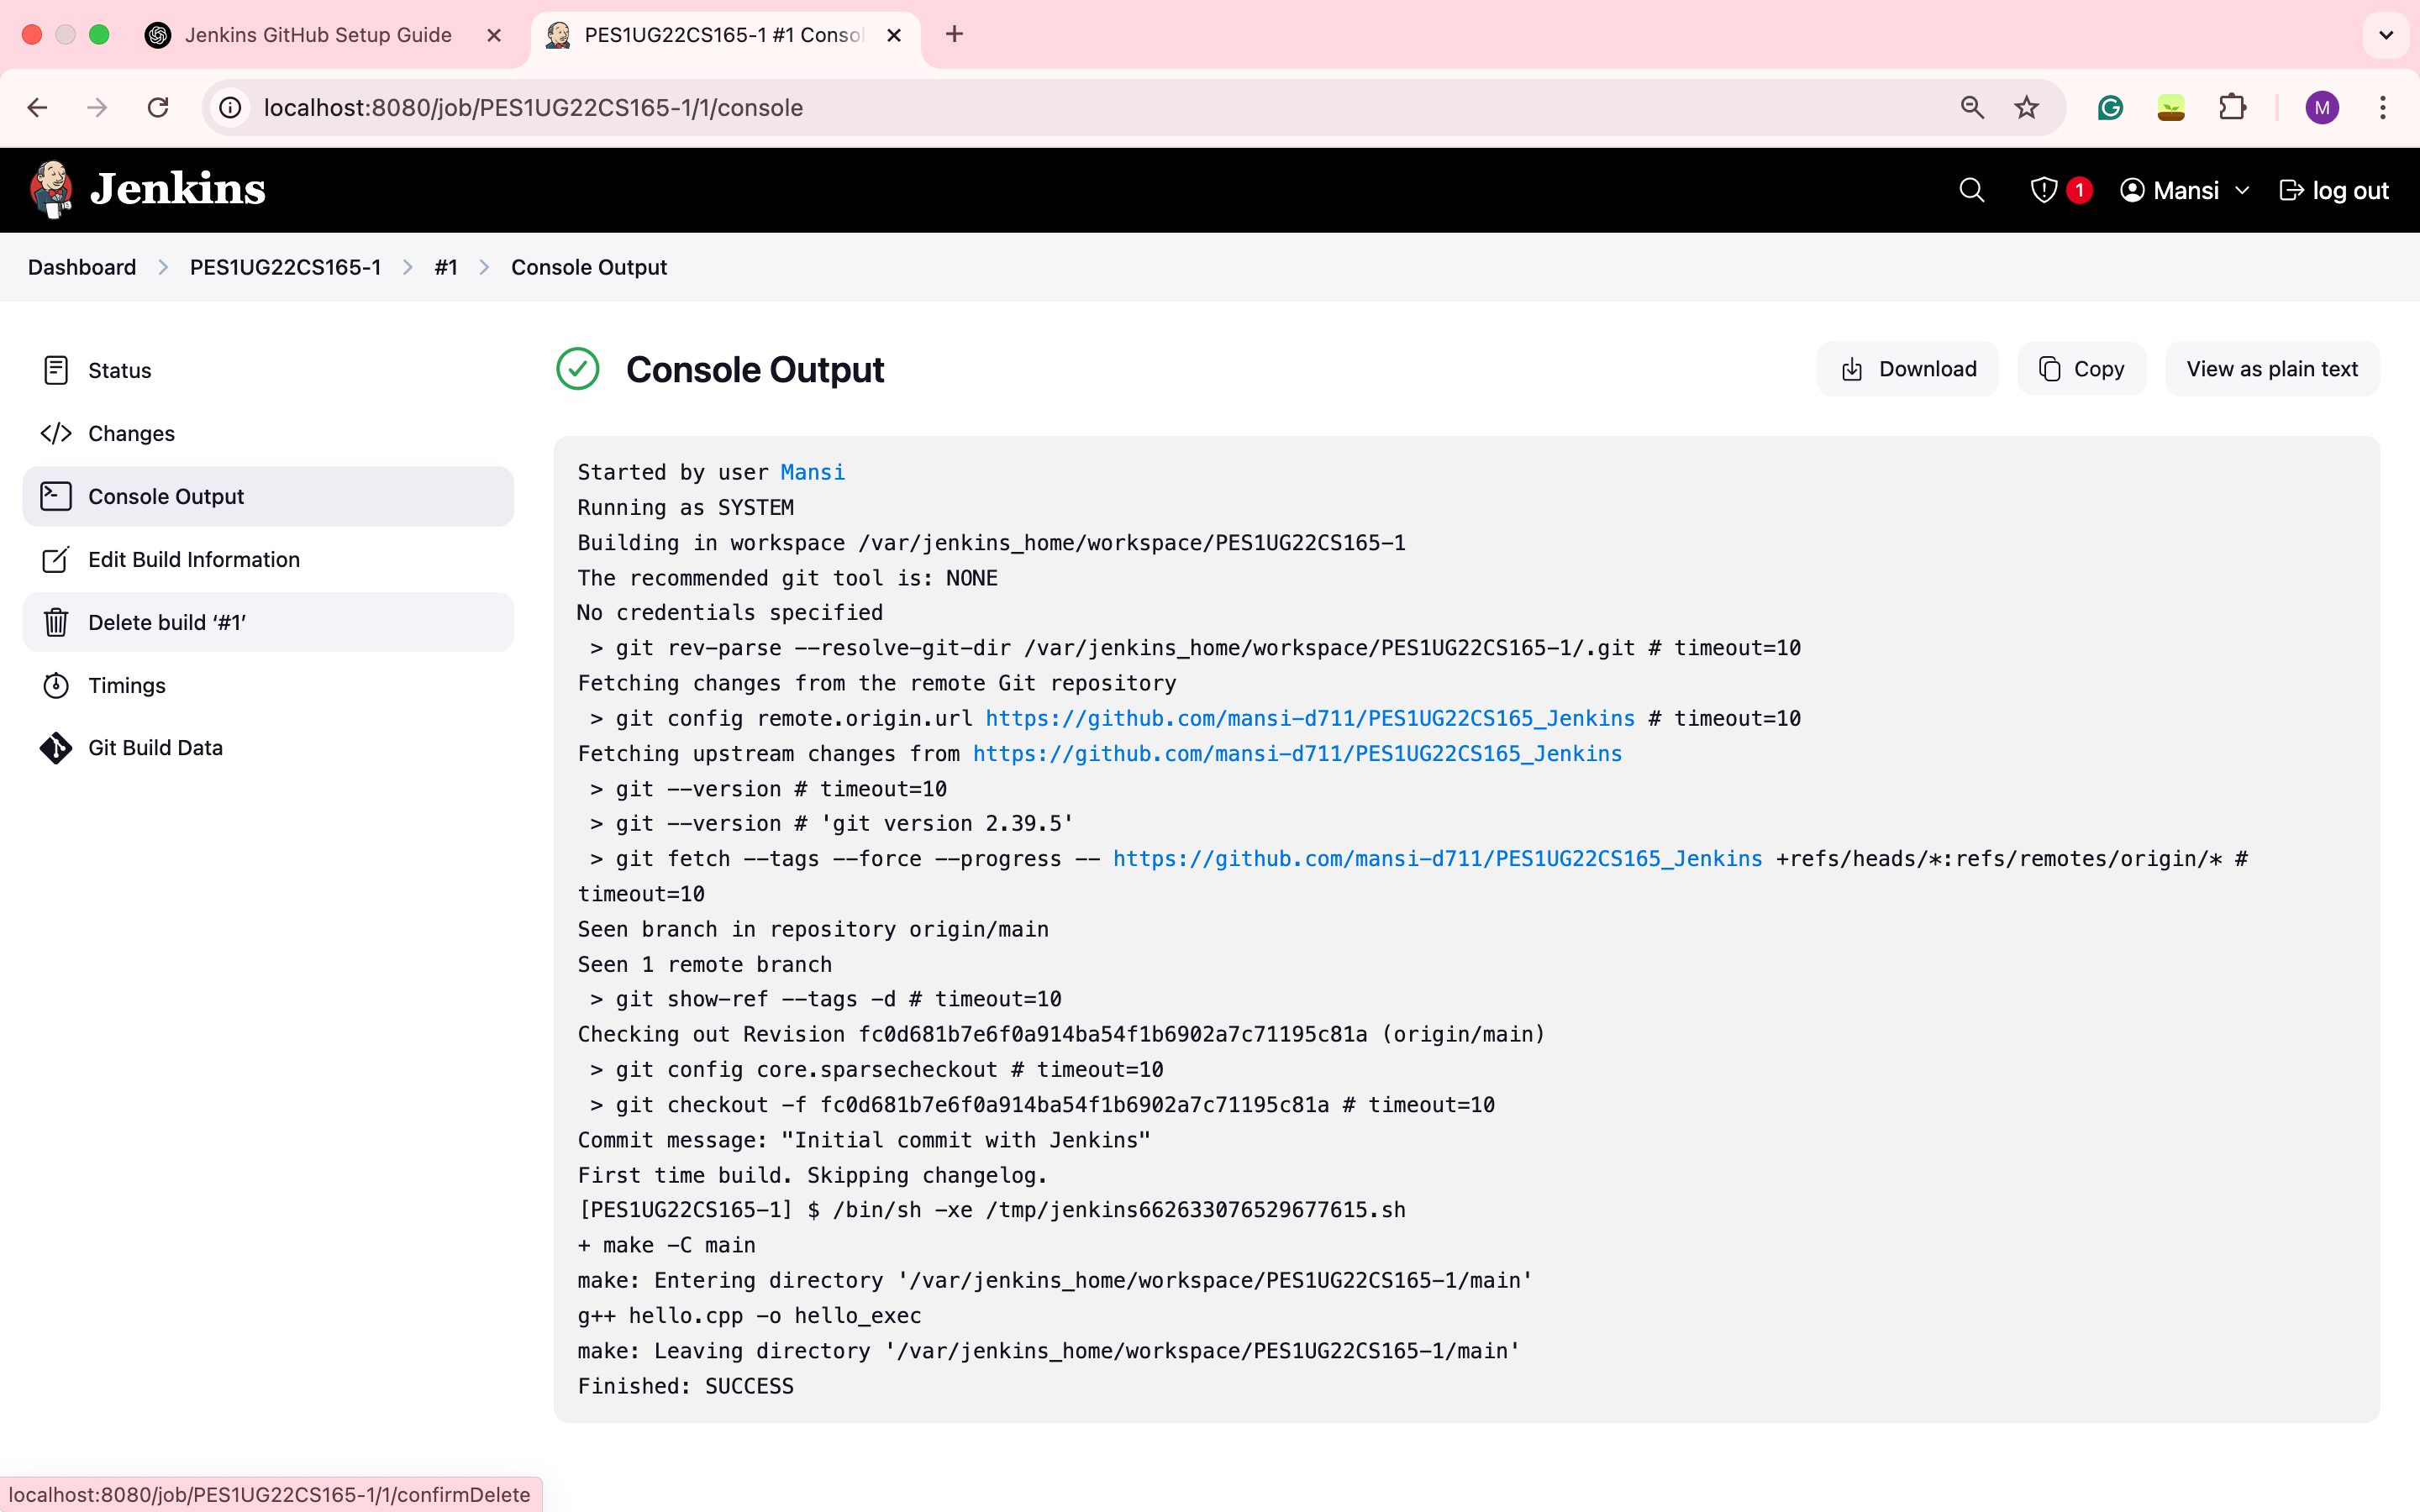 Jenkins GitHub Setup Guide
PES1UG22CS165-1 #1 Consol
localhost:8080/job/PES1UG22CS165-1/1/console
M
Jenkins
1
Mansi
log out
Dashboard
PES1UG22CS165-1
#1
Console Output
Status
Changes
Console Output
Edit Build Information
Delete build ‘#1’
Timings
Git Build Data
Console Output
Download
Copy
View as plain text
Started by user Mansi
Running as SYSTEM
Building in workspace /var/jenkins_home/workspace/PES1UG22CS165-1
The recommended git tool is: NONE
No credentials specified
> git rev-parse --resolve-git-dir /var/jenkins_home/workspace/PES1UG22CS165-1/.git # timeout=10
Fetching changes from the remote Git repository
> git config remote.origin.url https://github.com/mansi-d711/PES1UG22CS165_Jenkins # timeout=10
Fetching upstream changes from https://github.com/mansi-d711/PES1UG22CS165_Jenkins
> git --version # timeout=10
> git --version # 'git version 2.39.5'
> git fetch --tags --force --progress -- https://github.com/mansi-d711/PES1UG22CS165_Jenkins +refs/heads/*:refs/remotes/origin/* #
timeout=10
Seen branch in repository origin/main
Seen 1 remote branch
> git show-ref --tags -d # timeout=10
Checking out Revision fc0d681b7e6f0a914ba54f1b6902a7c71195c81a (origin/main)
> git config core.sparsecheckout # timeout=10
> git checkout -f fc0d681b7e6f0a914ba54f1b6902a7c71195c81a # timeout=10
Commit message: "Initial commit with Jenkins"
First time build. Skipping changelog.
[PES1UG22CS165-1] $ /bin/sh -xe /tmp/jenkins662633076529677615.sh
+ make -C main
make: Entering directory '/var/jenkins_home/workspace/PES1UG22CS165-1/main'
g++ hello.cpp -o hello_exec
make: Leaving directory '/var/jenkins_home/workspace/PES1UG22CS165-1/main'
Finished: SUCCESS
localhost:8080/job/PES1UG22CS165-1/1/confirmDelete